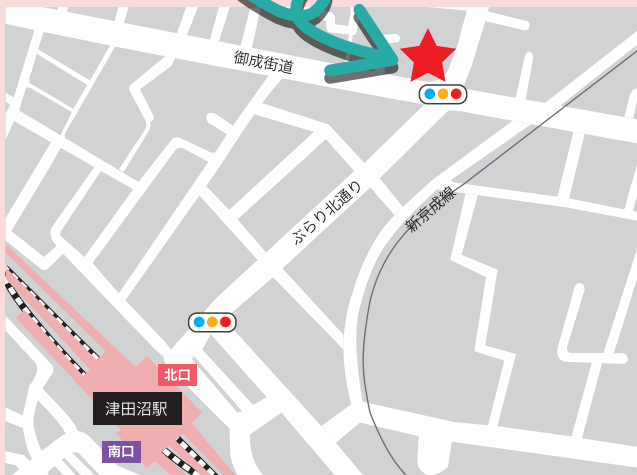 御成街道
ぶらり北通り
新京成線
北口
津田沼駅
南口